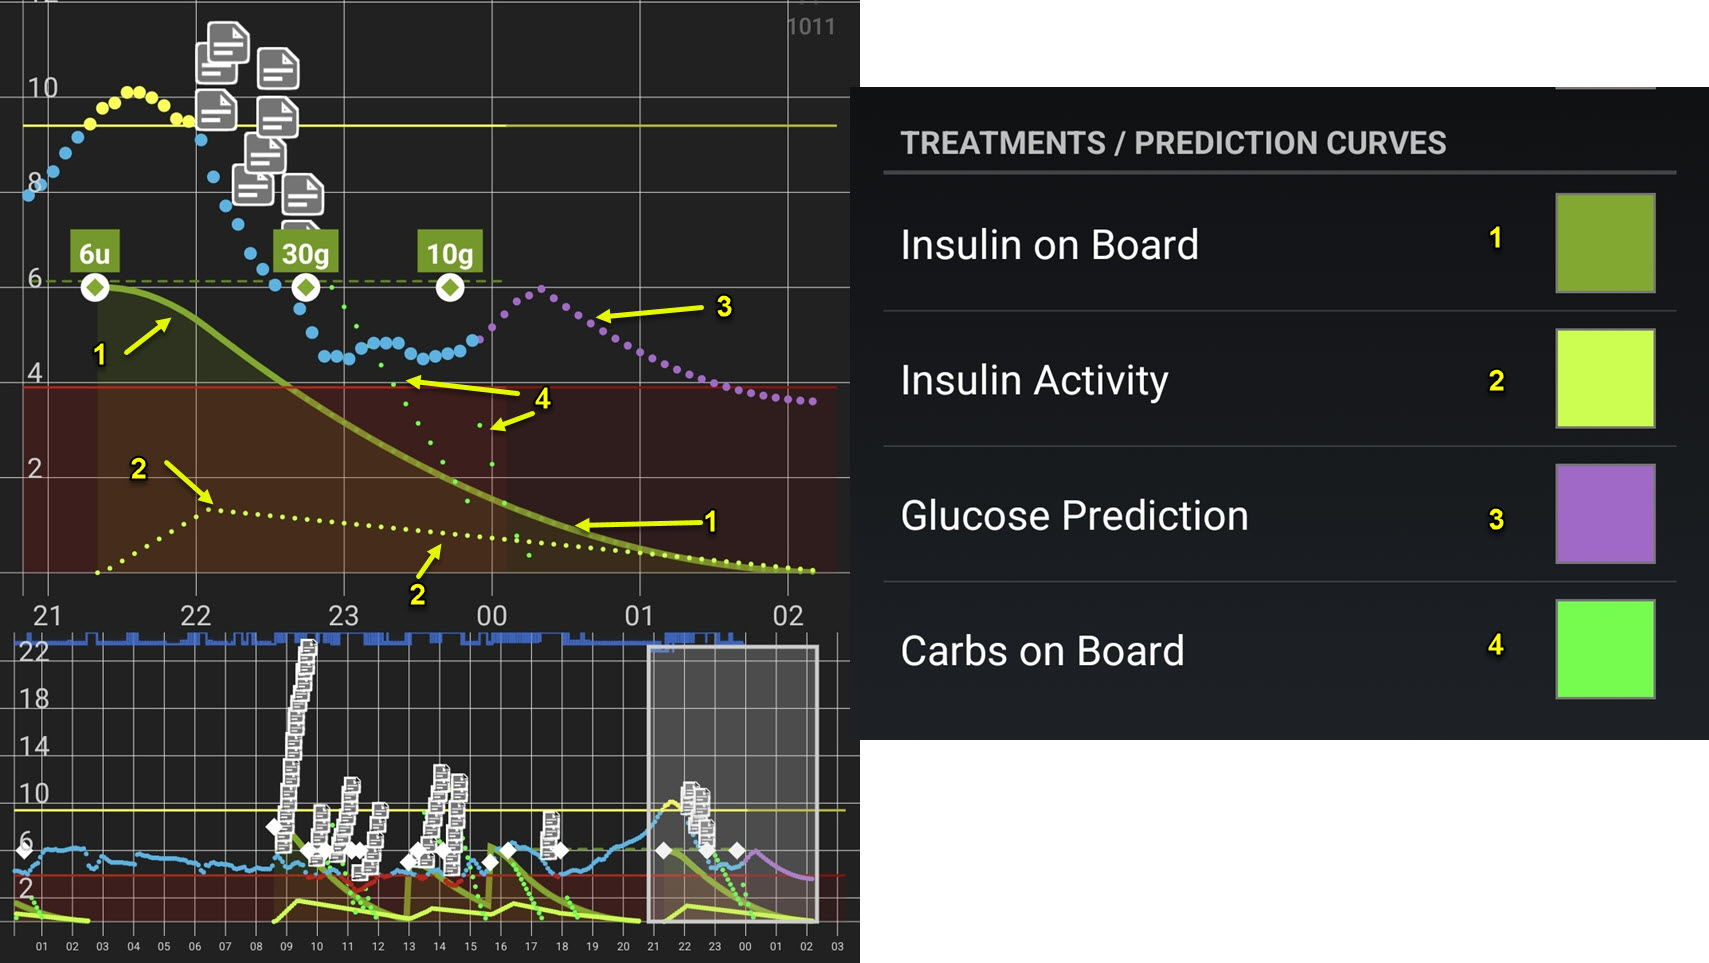 1011
10
8
6
4
2
6u
30g
10g
1
2
3
4
1
2
21 22 23 00 01 02
22
18
14
10
6
2
01 02 03 04 05 06 07 08 09 10 11 12 13 14 15 16 17 18 19 20 21 22 23 00 01 02 03
TREATMENTS / PREDICTION CURVES
Insulin on Board 1
Insulin Activity 2
Glucose Prediction 3
Carbs on Board 4